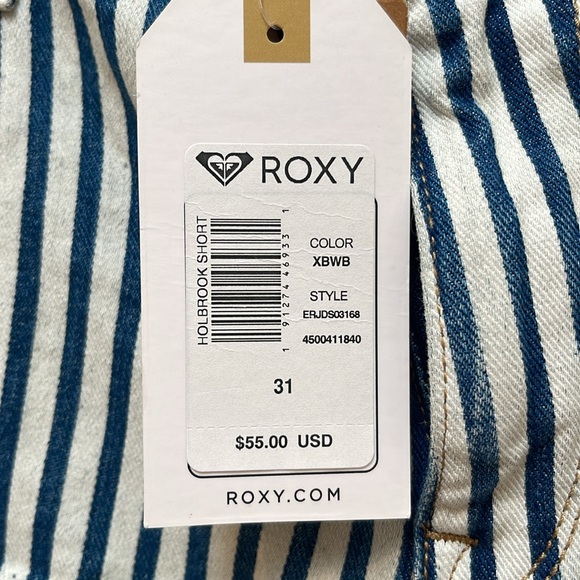 ROXY
HOLBROOK SHORT
1 91274 46933 1
COLOR
XBWB
STYLE
ERJDS03168
4500411840
31
$55.00 USD
ROXY.COM